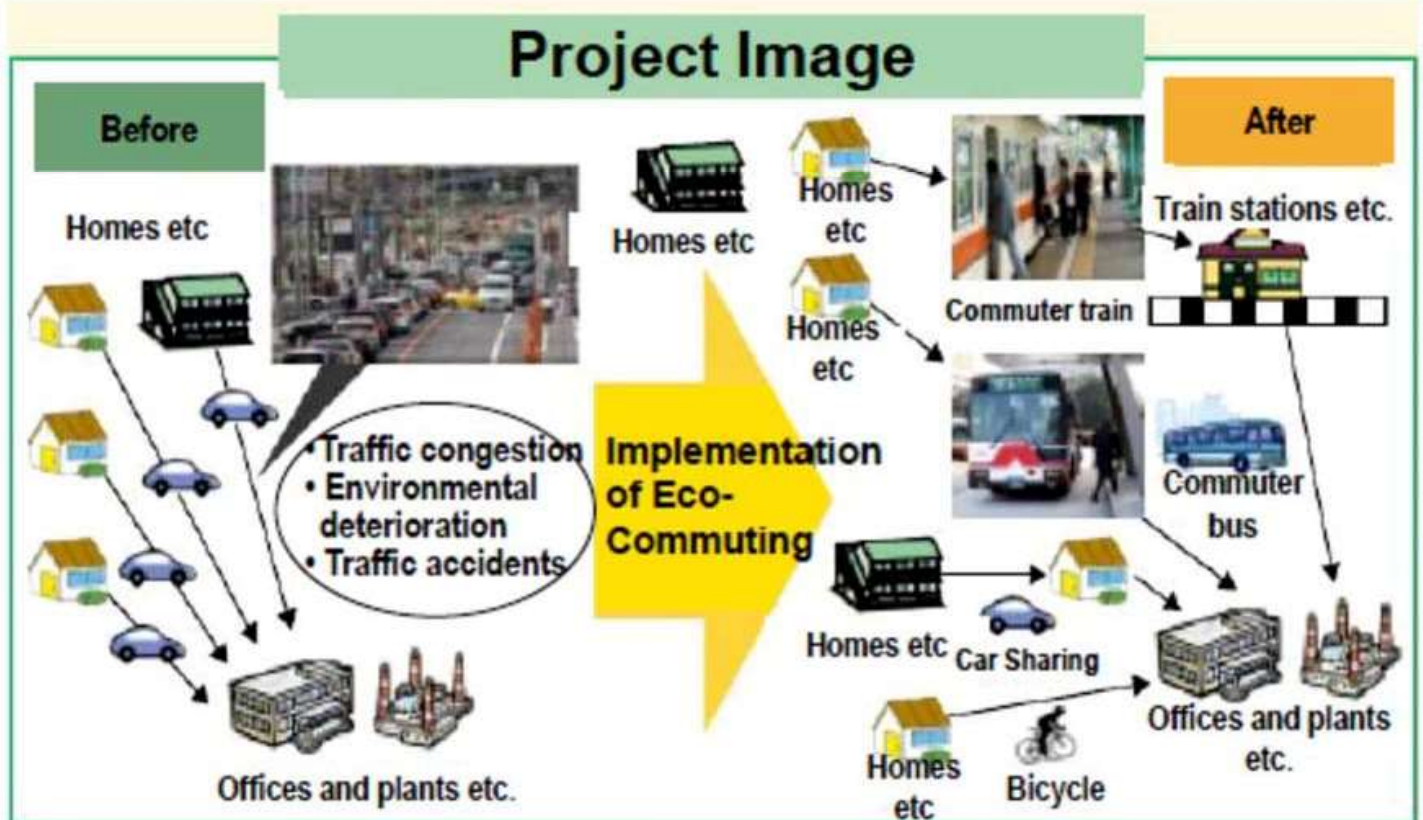 Project Image
Before
After
Homes etc
• Traffic congestion
• Environmental
deterioration
• Traffic accidents
Offices and plants etc.
Implementation
of Eco-
Commuting
Homes etc
Homes
etc
Homes
etc
Commuter train
Train stations etc.
Commuter
bus
Homes etc
Car Sharing
Homes
etc
Bicycle
Offices and plants
etc.